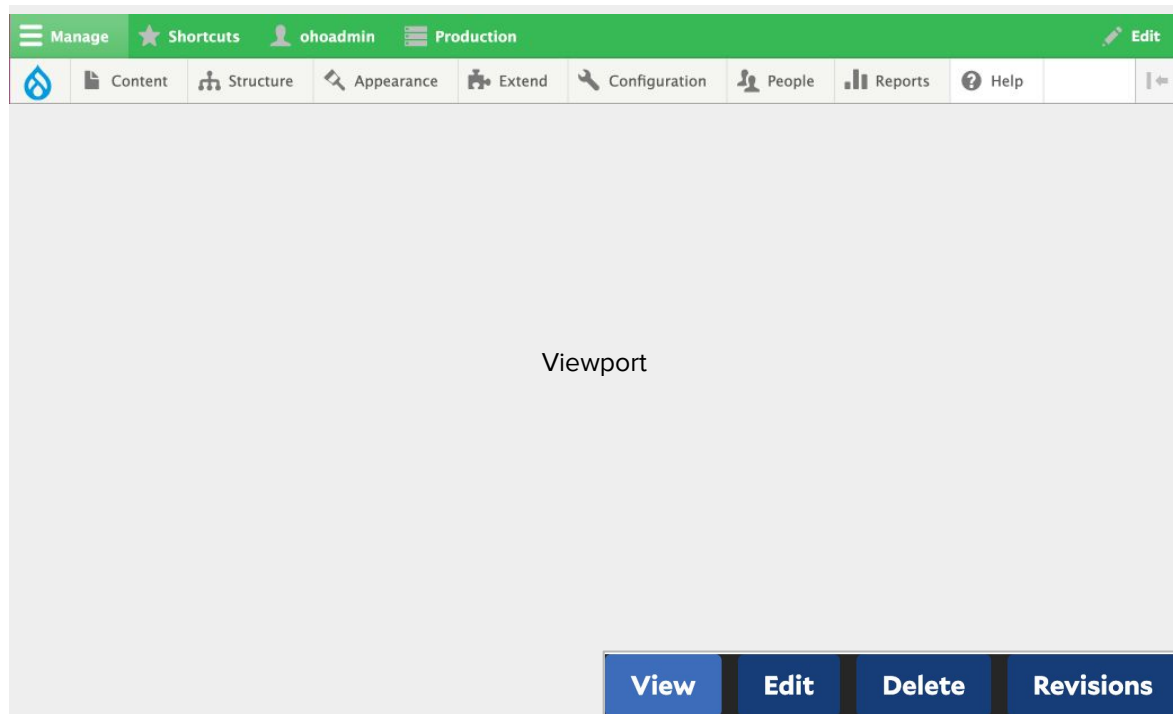 Manage Shortcuts ohoadmin Production Edit
Content Structure Appearance Extend Configuration People Reports Help
Viewport
View Edit Delete Revisions